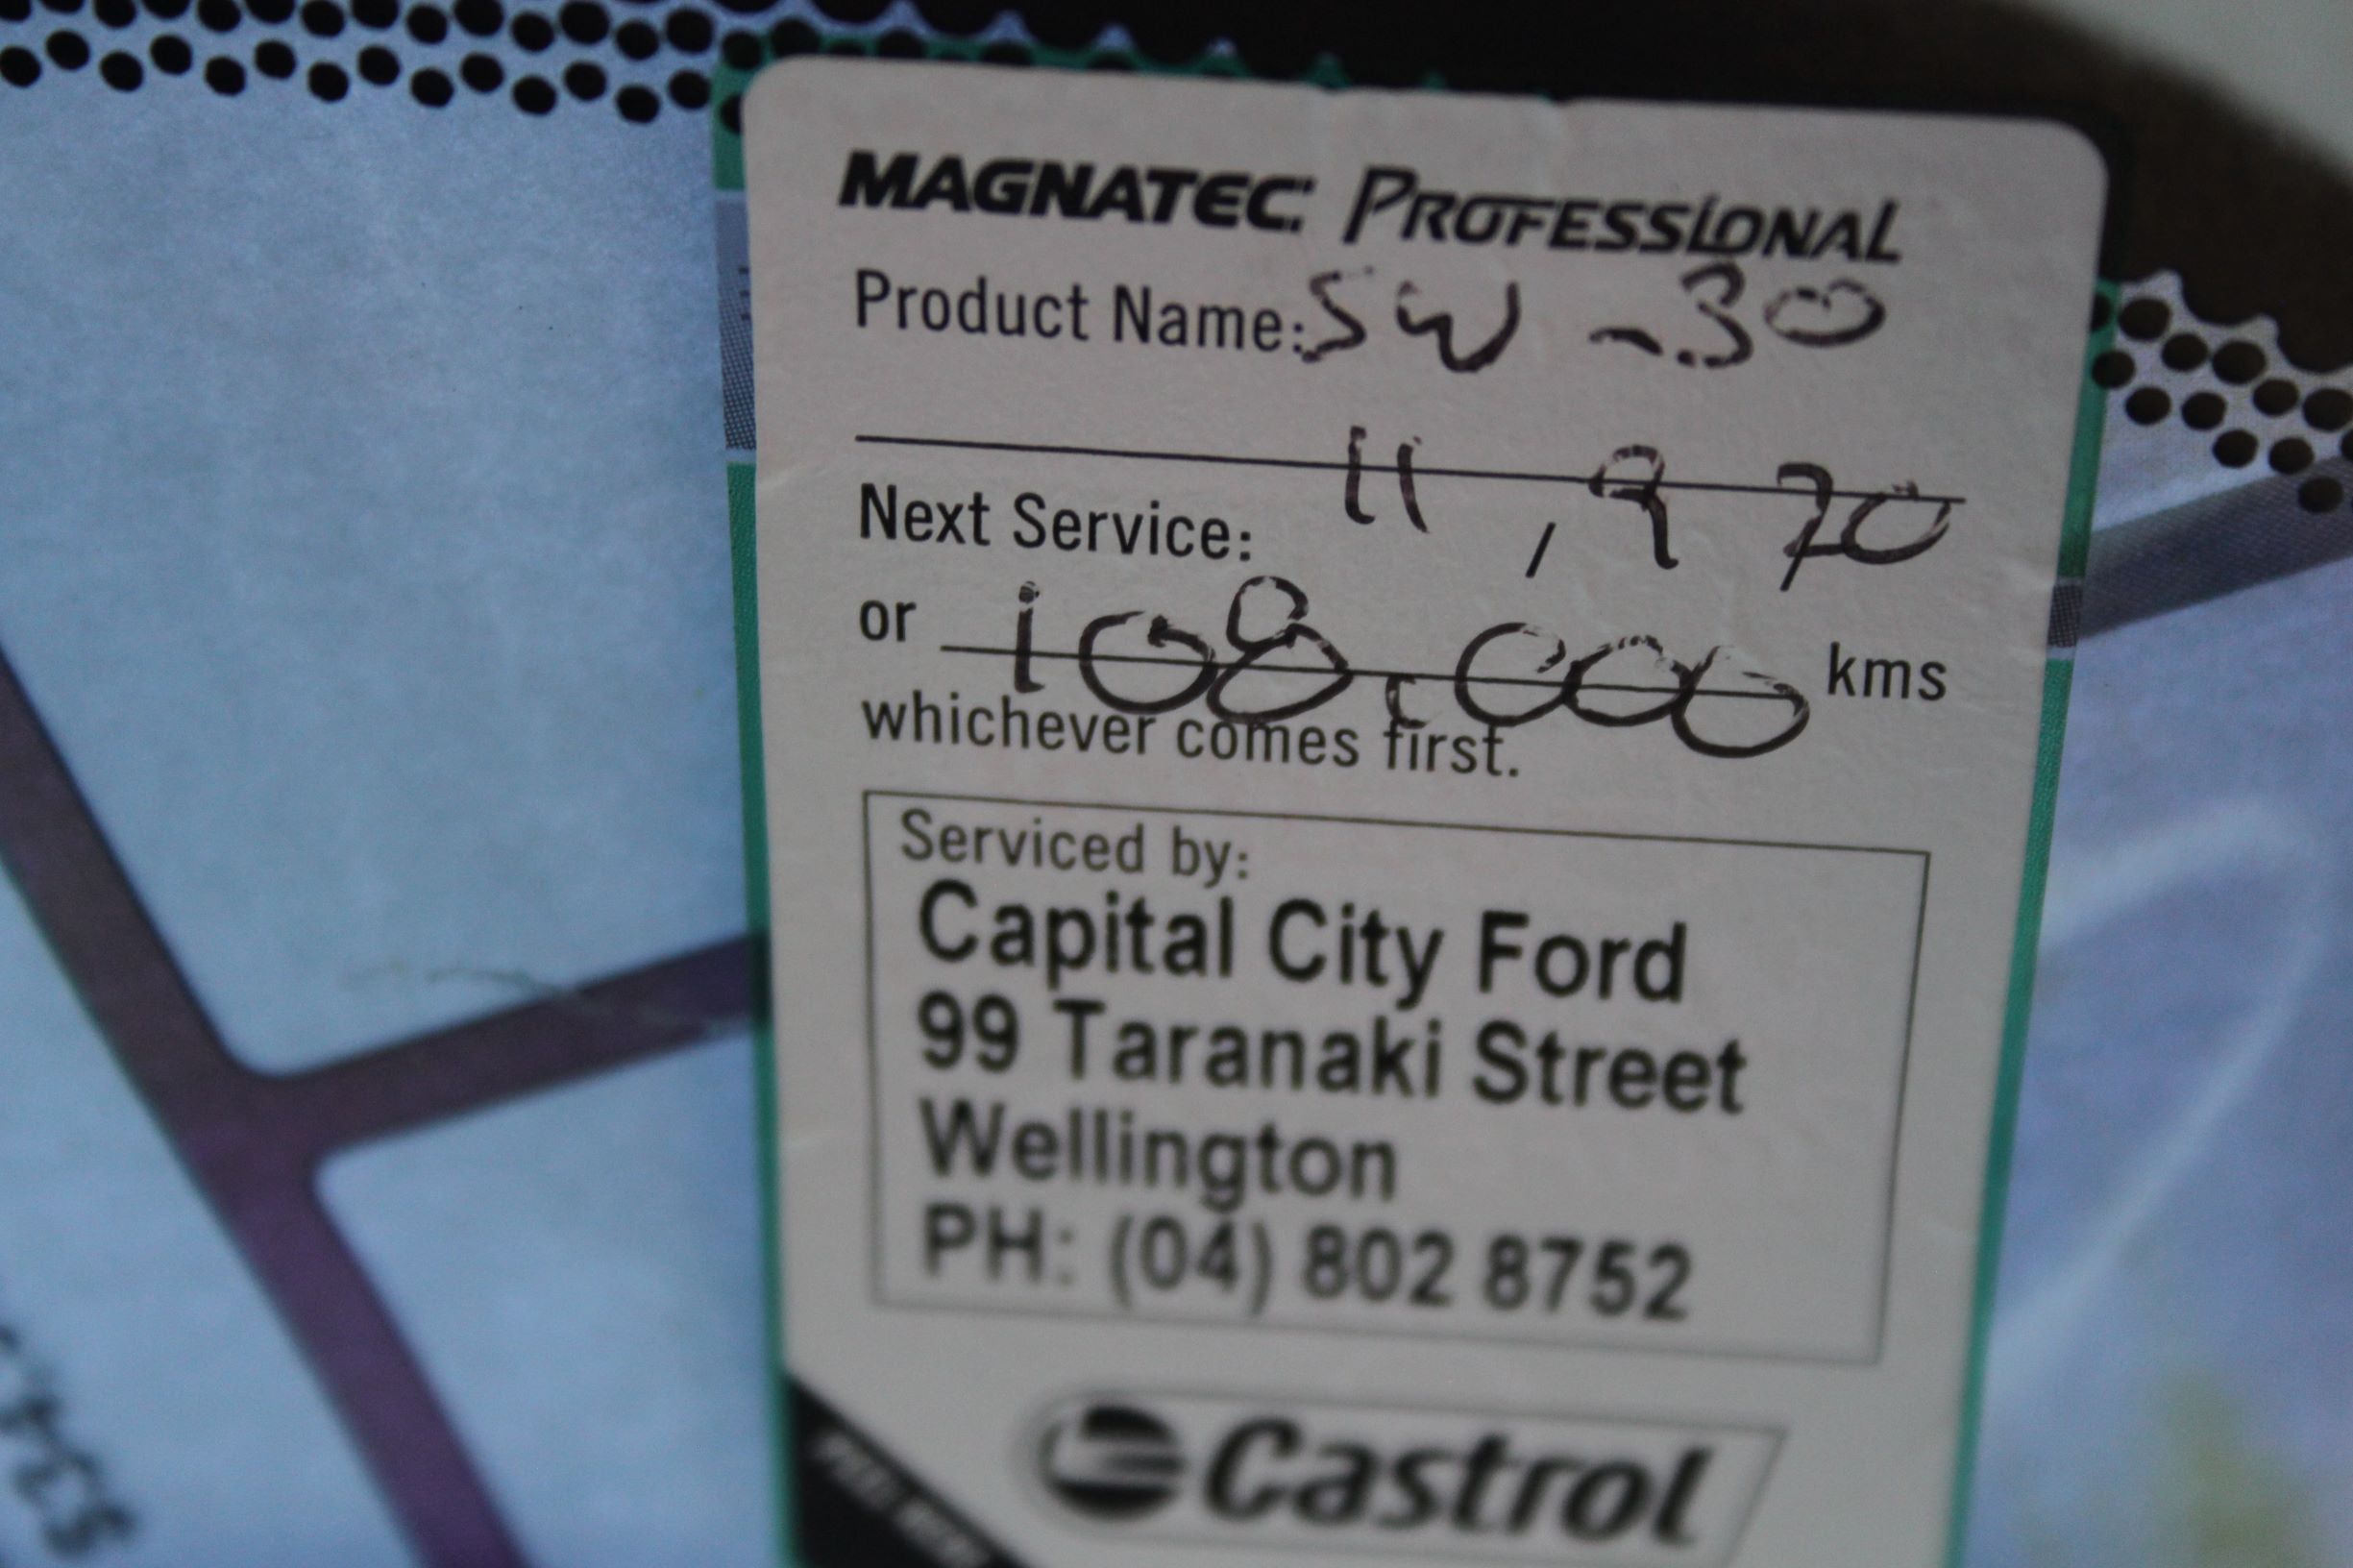 MAGNATEC PROFESSIONAL
Product Name: 5W-30
Next Service: 11, 9 20
or 108,000 kms
whichever comes first.
Serviced by:
Capital City Ford
99 Taranaki Street
Wellington
PH: (04) 802 8752
Castrol